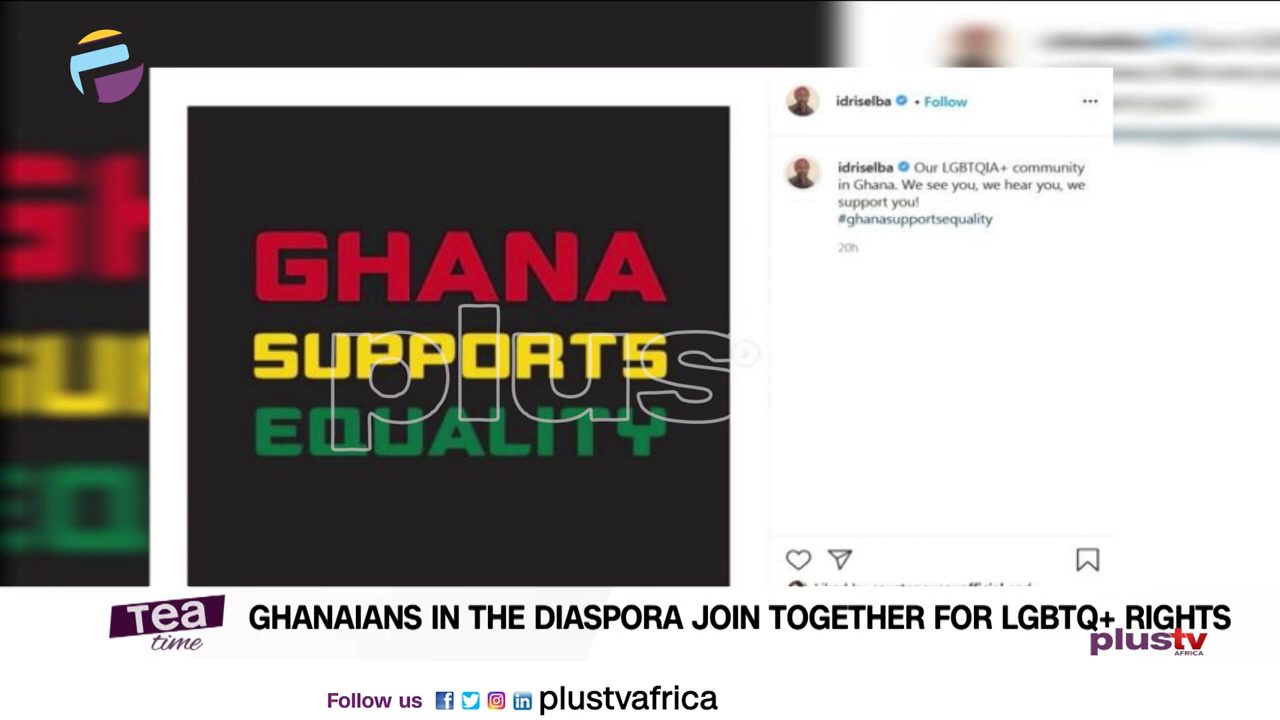 idriselba • Follow
GHANA
SUPPORTS
EQUALITY
plus
idriselba Our LGBTQIA+ community
in Ghana. We see you, we hear you, we
support you!
#ghanasupportsequality
20h
Tea
time
GHANAIANS IN THE DIASPORA JOIN TOGETHER FOR LGBTQ+ RIGHTS
plustv
AFRICA
Follow us plustvafrica